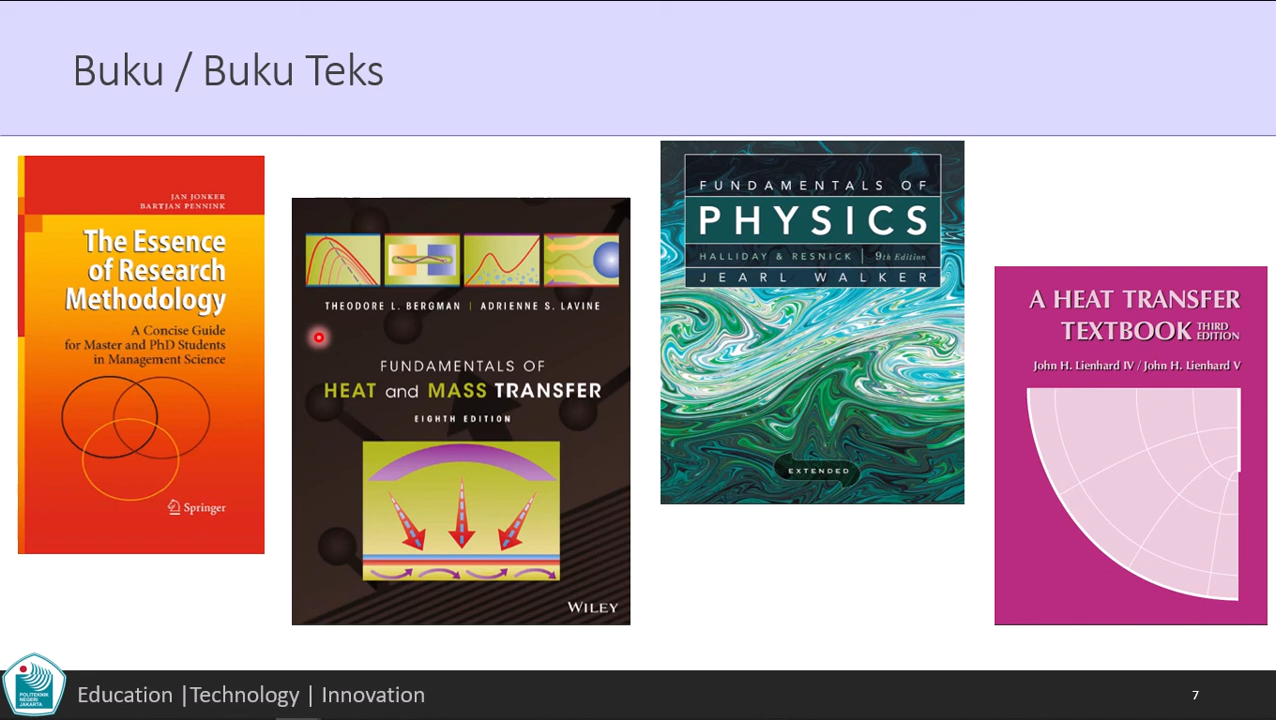 Buku / Buku Teks
JAN JONKER
BARTJAN PENNINK
The Essence
of Research
Methodology
A Concise Guide
for Master and PhD Students
in Management Science
Springer
THEODORE L. BERGMAN | ADRIENNE S. LAVINE
FUNDAMENTALS OF
HEAT and MASS TRANSFER
EIGHTH EDITION
WILEY
FUNDAMENTALS OF
PHYSICS
HALLIDAY & RESNICK | 9th Edition
JEARL WALKER
EXTENDED
A HEAT TRANSFER
TEXTBOOK THIRD EDITION
John H. Lienhard IV / John H. Lienhard V
POLITEKNIK
NEGERI
JAKARTA
Education |Technology | Innovation
7